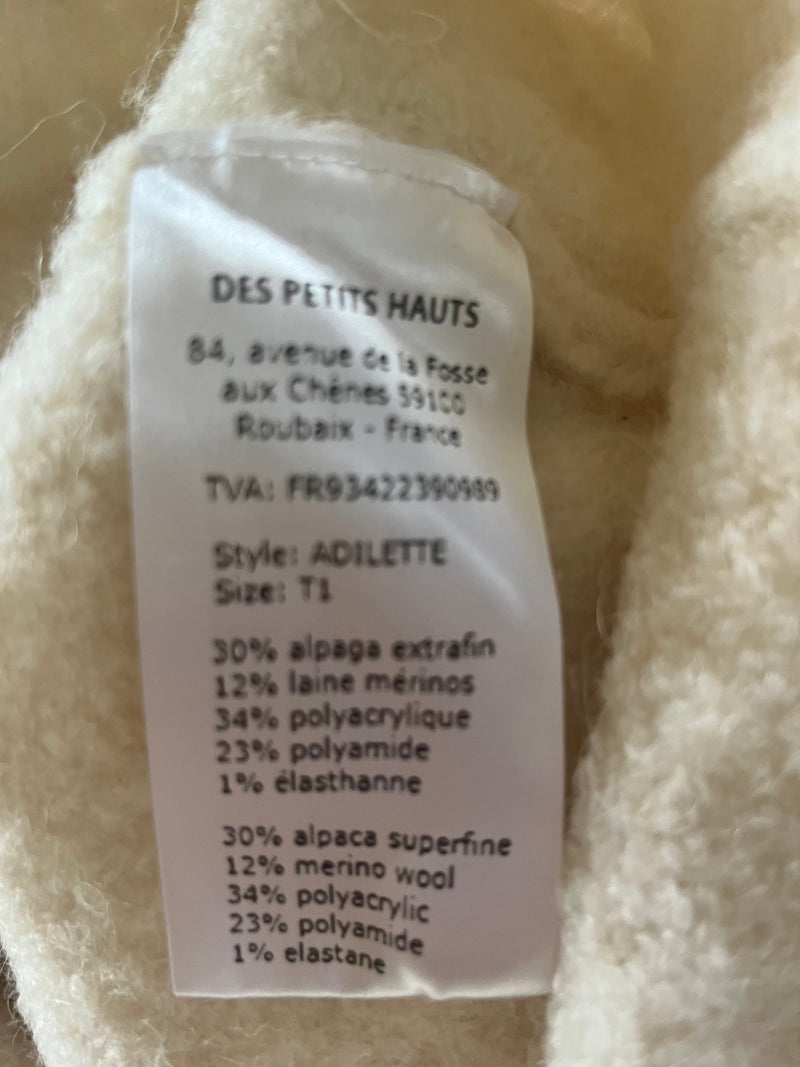 DES PETITS HAUTS
84, avenue de la Fosse
aux Chênes 59100
Roubaix - France
TVA: FR93422390989
Style: ADILETTE
Size: T1
30% alpaga extrafin
12% laine mérinos
34% polyacrylique
23% polyamide
1% élasthanne
30% alpaca superfine
12% merino wool
34% polyacrylic
23% polyamide
1% elastane